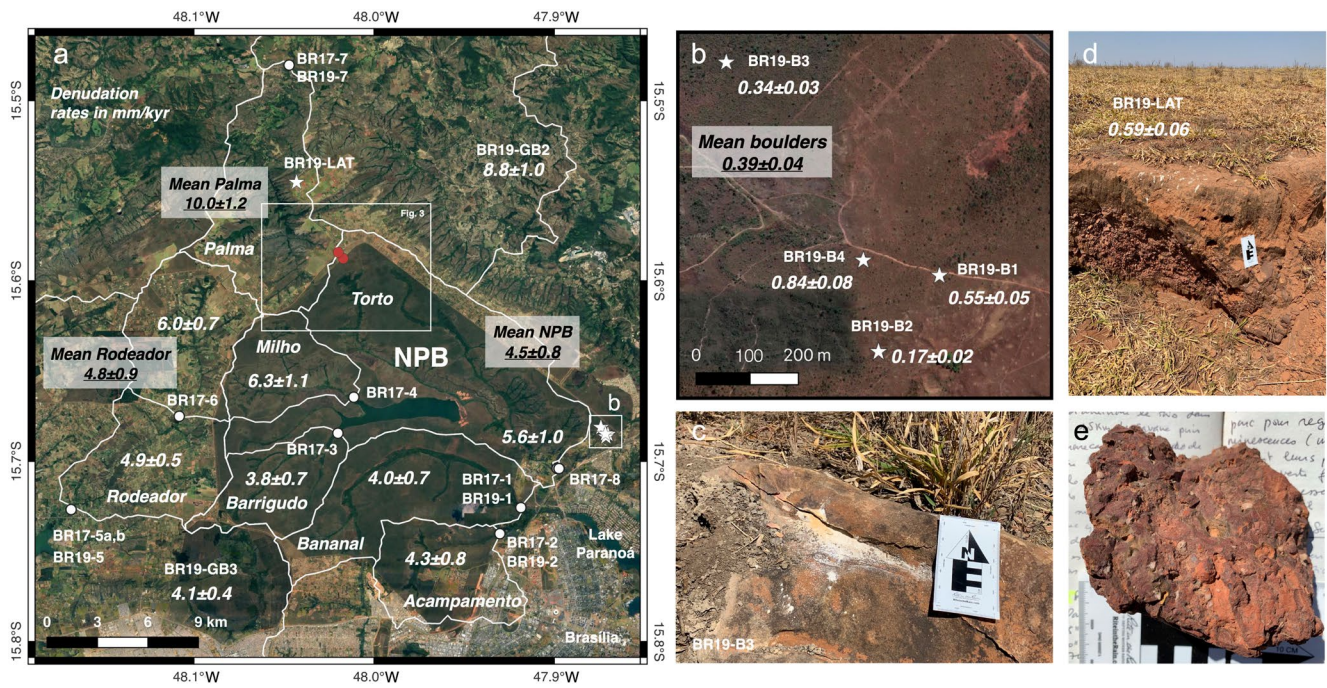 48.1°W
48.0°W
47.9°W
a
Denudation
rates in mm/kyr
BR17-7
BR19-7
BR19-LAT
BR19-GB2
8.8±1.0
Mean Palma
10.0±1.2
Fig. 3
Palma
Torto
6.0±0.7
Mean Rodeador
4.8±0.9
Milho
6.3±1.1
NPB
Mean NPB
4.5±0.8
BR17-4
BR17-6
b
5.6±1.0
BR17-3
4.9±0.5
3.8±0.7
4.0±0.7
BR17-1
BR19-1
BR17-8
Rodeador
Barrigudo
BR17-5a,b
BR19-5
Bananal
BR17-2
BR19-2
Lake
Paranoá
BR19-GB3
4.1±0.4
4.3±0.8
Acampamento
0 3 6 9 km
Brasília
15.5°S
15.6°S
15.7°S
15.8°S
15.5°S
15.6°S
15.7°S
15.8°S
48.1°W
48.0°W
47.9°W
b
BR19-B3
0.34±0.03
Mean boulders
0.39±0.04
BR19-B4
0.84±0.08
BR19-B1
0.55±0.05
BR19-B2
0.17±0.02
0 100 200 m
c
N
E
BR19-B3
d
BR19-LAT
0.59±0.06
e
10 CM